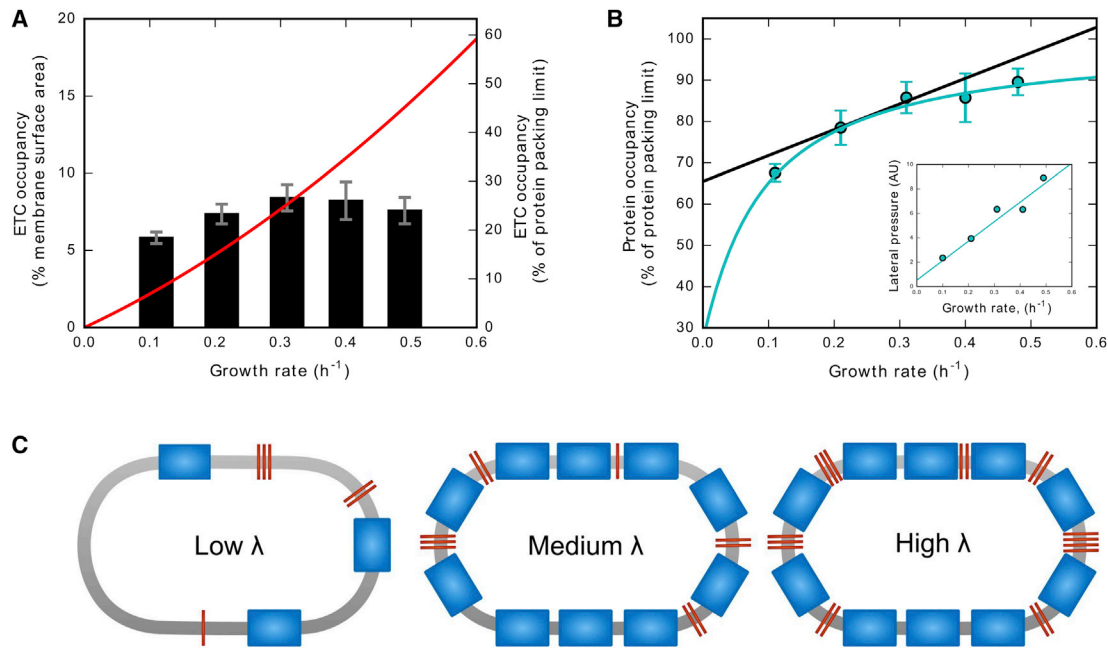 A
ETC occupancy
(% membrane surface area)
20
15
10
5
0
0.0 0.1 0.2 0.3 0.4 0.5 0.6
Growth rate (h-1)
60
50
40
30
20
10
0
ETC occupancy
(% of protein packing limit)
B
Protein occupancy
(% of protein packing limit)
100
90
80
70
60
50
40
30
0.0 0.1 0.2 0.3 0.4 0.5 0.6
Growth rate (h-1)
Lateral pressure (AU)
10
8
6
4
2
0
0.0 0.1 0.2 0.3 0.4 0.5 0.6
Growth rate, (h-1)
C
Low λ
Medium λ
High λ